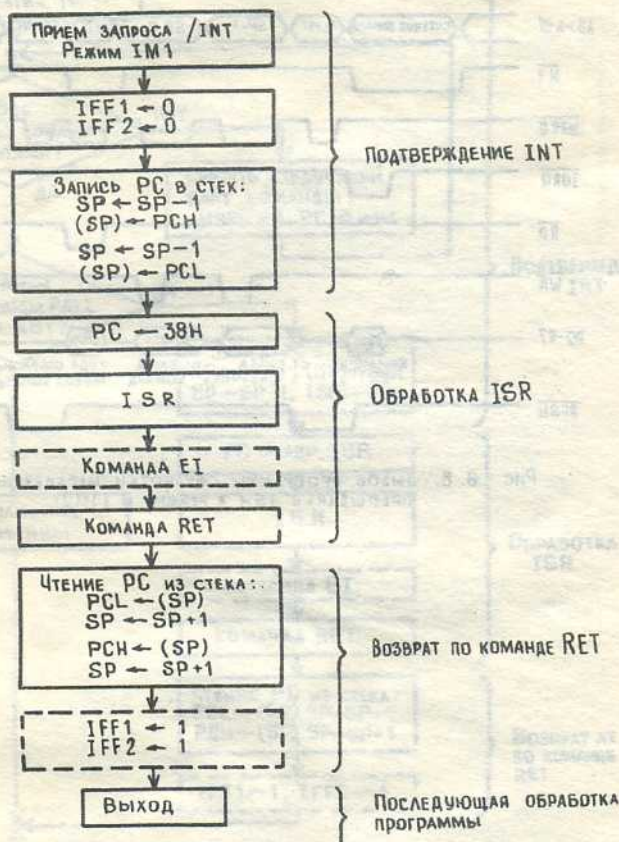 Прием запроса /INT
Режим IM1
IFF1 ← 0
IFF2 ← 0
Запись PC в стек:
SP ← SP-1
(SP) ← PCH
SP ← SP-1
(SP) ← PCL
Подтверждение INT
PC ← 38H
ISR
Команда EI
Команда RET
Обработка ISR
Чтение PC из стека:
PCL ← (SP)
SP ← SP+1
PCH ← (SP)
SP ← SP+1
IFF1 ← 1
IFF2 ← 1
Возврат по команде RET
Выход
Последующая обработка
программы